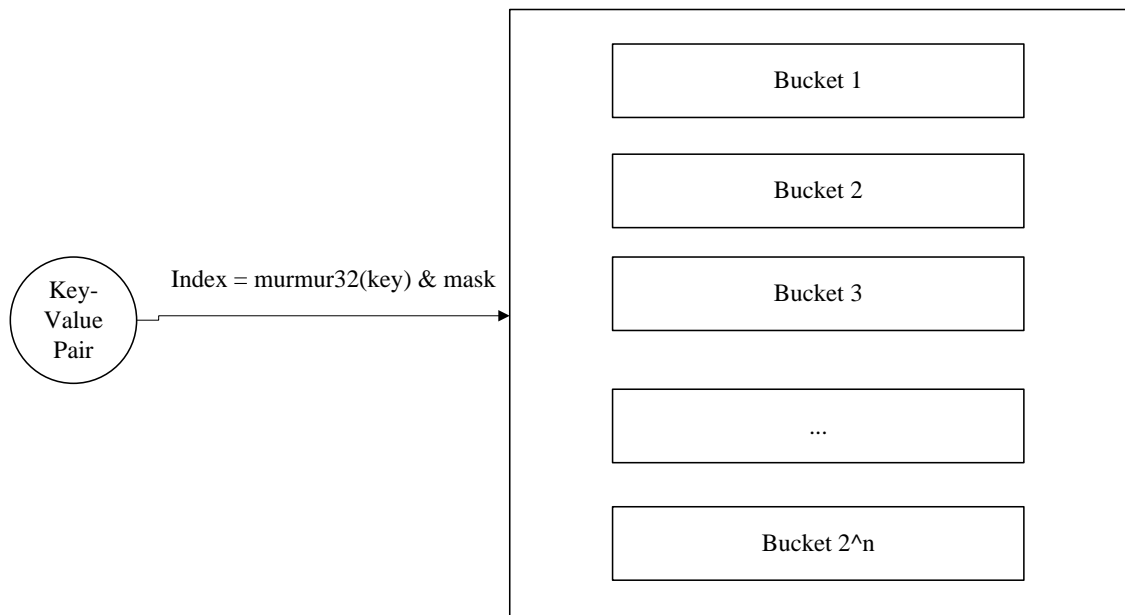 Key-
Value
Pair
Index = murmur32(key) & mask
Bucket 1
Bucket 2
Bucket 3
...
Bucket 2^n